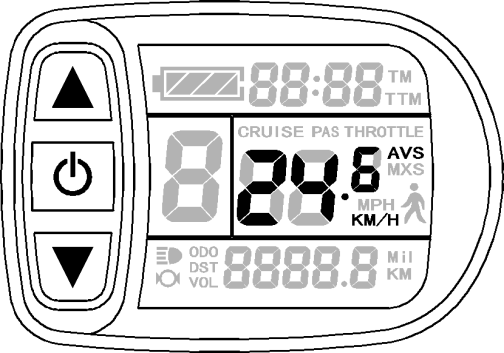 88:88 TM
TTM
8
CRUISE PAS THROTTLE
24.6 AVS
MXS
MPH
KM/H
ODO
DST
VOL
8888.8 Mil
KM